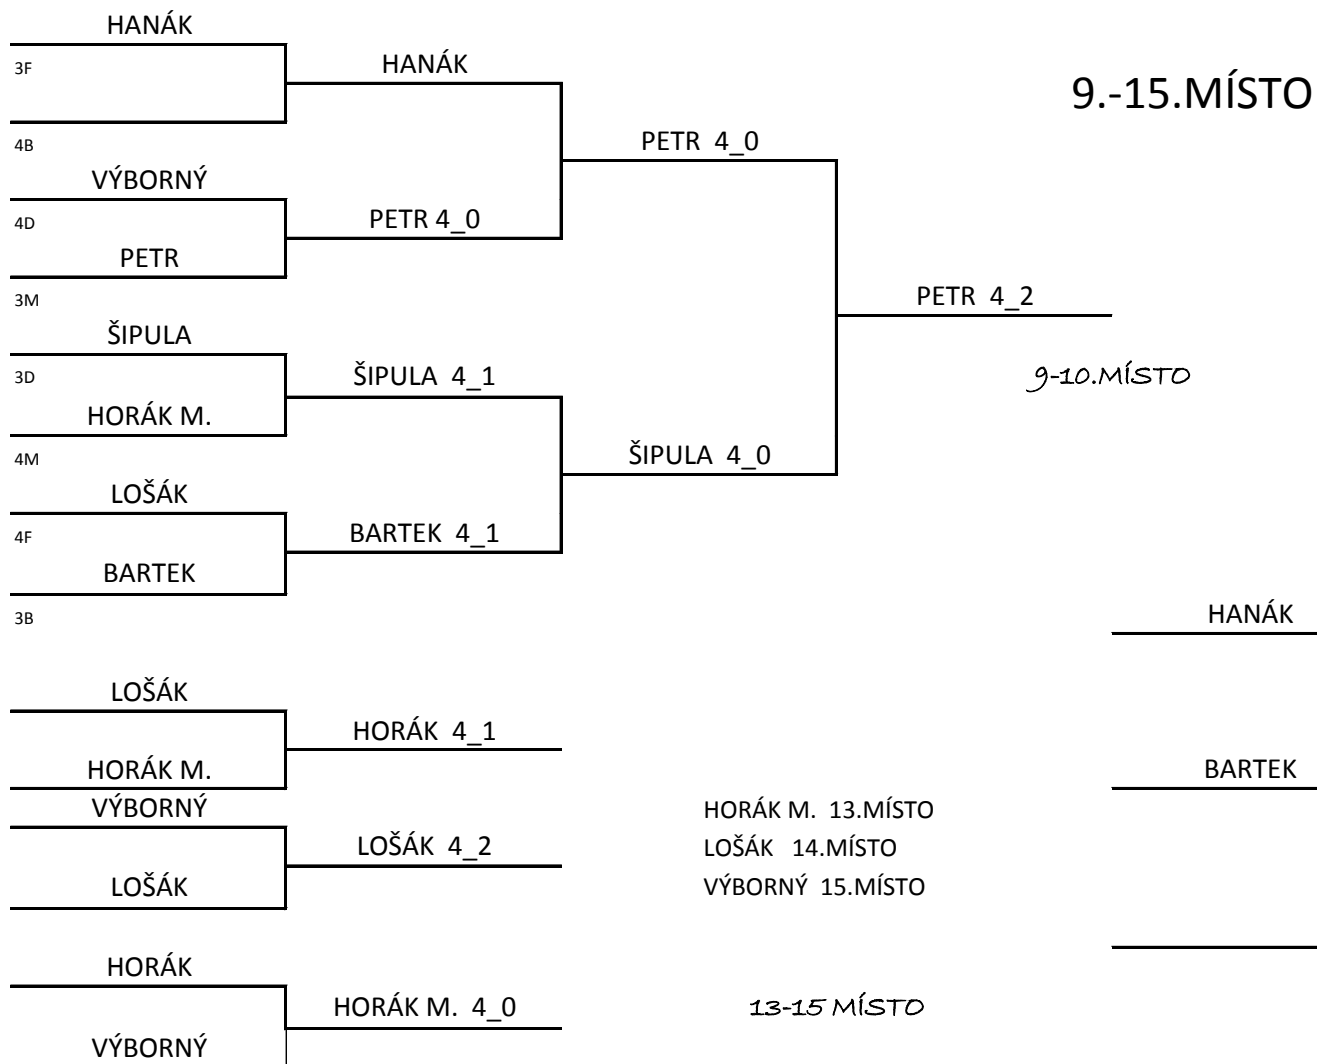 HANÁK
3F
HANÁK
9.-15.MÍSTO
4B
PETR 4_0
VÝBORNÝ
4D
PETR 4_0
PETR
3M
PETR 4_2
ŠIPULA
3D
ŠIPULA 4_1
9-10.MÍSTO
HORÁK M.
4M
ŠIPULA 4_0
LOŠÁK
4F
BARTEK 4_1
BARTEK
3B
HANÁK
LOŠÁK
HORÁK 4_1
HORÁK M.
BARTEK
VÝBORNÝ
HORÁK M. 13.MÍSTO
LOŠÁK 4_2
LOŠÁK 14.MÍSTO
LOŠÁK
VÝBORNÝ 15.MÍSTO
HORÁK
HORÁK M. 4_0
13-15 MÍSTO
VÝBORNÝ